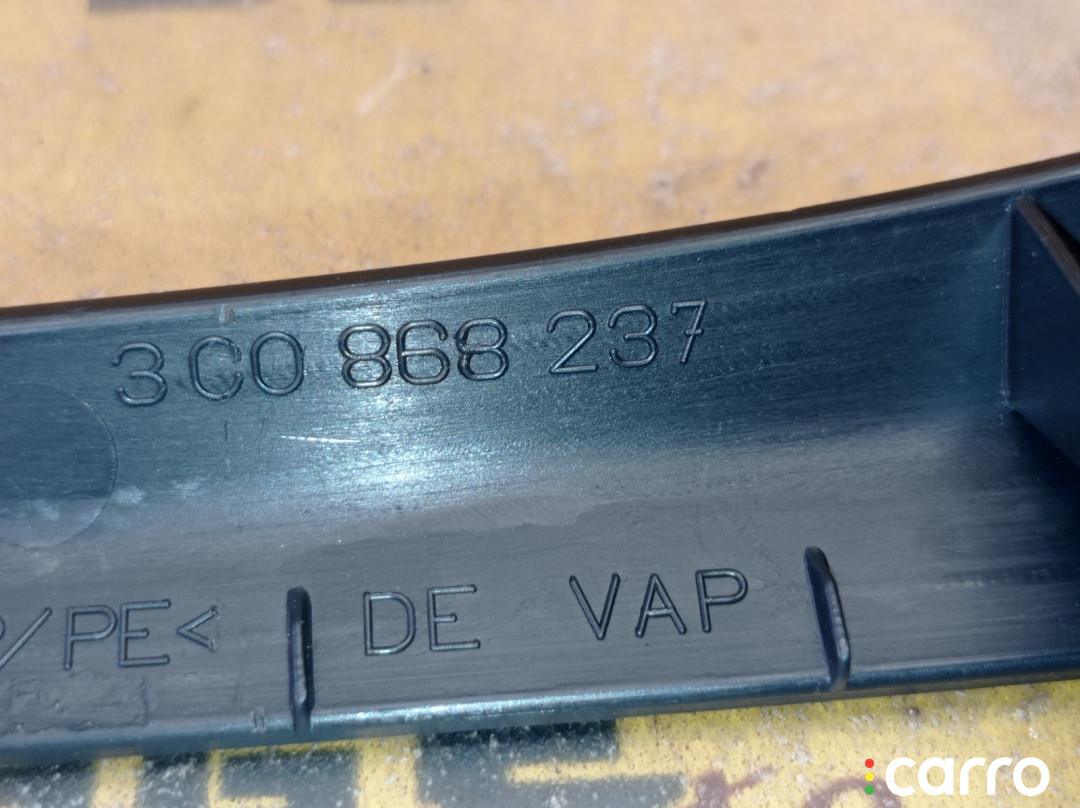 3C0 868 237
/PE< DE VAP
carro